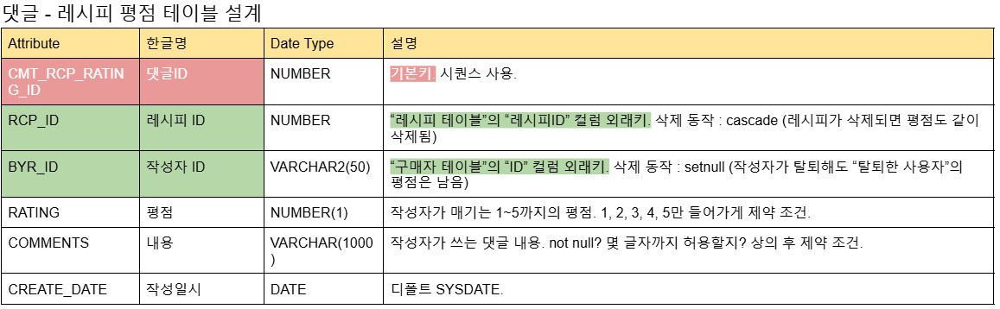 댓글 - 레시피 평점 테이블 설계
Attribute 한글명 Date Type 설명
CMT_RCP_RATIN
G_ID 댓글ID NUMBER 기본키. 시퀀스 사용.
RCP_ID 레시피 ID NUMBER “레시피 테이블”의 “레시피ID” 컬럼 외래키. 삭제 동작 : cascade (레시피가 삭제되면 평점도 같이
삭제됨)
BYR_ID 작성자 ID VARCHAR2(50) “구매자 테이블”의 “ID” 컬럼 외래키. 삭제 동작 : setnull (작성자가 탈퇴해도 “탈퇴한 사용자”의
평점은 남음)
RATING 평점 NUMBER(1) 작성자가 매기는 1~5까지의 평점. 1, 2, 3, 4, 5만 들어가게 제약 조건.
COMMENTS 내용 VARCHAR(1000
) 작성자가 쓰는 댓글 내용. not null? 몇 글자까지 허용할지? 상의 후 제약 조건.
CREATE_DATE 작성일시 DATE 디폴트 SYSDATE.